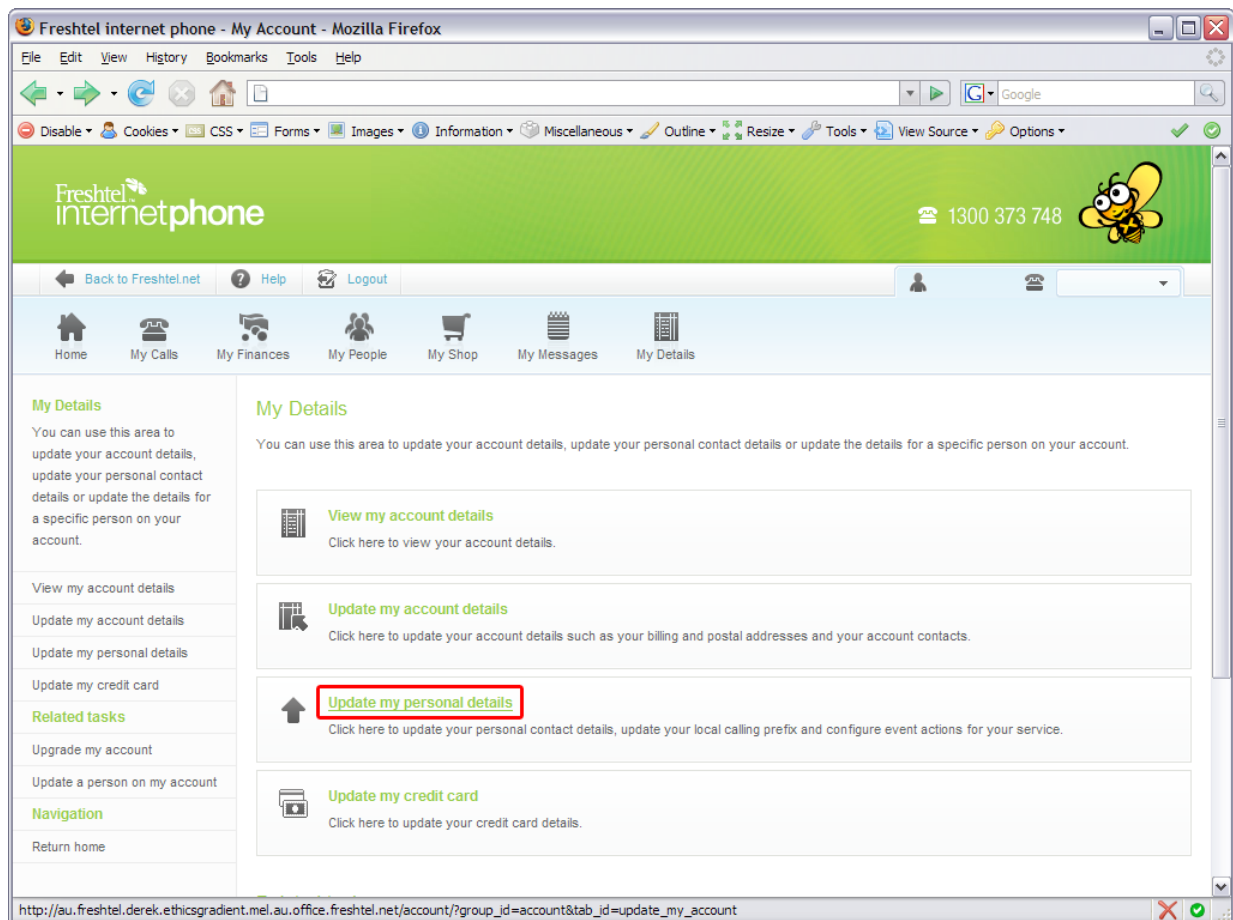 Freshtel internet phone - My Account - Mozilla Firefox
File Edit View History Bookmarks Tools Help
Google
Disable Cookies CSS Forms Images Information Miscellaneous Outline Resize Tools View Source Options
Freshtel™
internetphone
1300 373 748
Back to Freshtel.net Help Logout
Home My Calls My Finances My People My Shop My Messages My Details
My Details
You can use this area to
update your account details,
update your personal contact
details or update the details for
a specific person on your
account.
View my account details
Update my account details
Update my personal details
Update my credit card
Related tasks
Upgrade my account
Update a person on my account
Navigation
Return home
My Details
You can use this area to update your account details, update your personal contact details or update the details for a specific person on your account.
View my account details
Click here to view your account details.
Update my account details
Click here to update your account details such as your billing and postal addresses and your account contacts.
Update my personal details
Click here to update your personal contact details, update your local calling prefix and configure event actions for your service.
Update my credit card
Click here to update your credit card details.
http://au.freshtel.derek.ethicsgradient.mel.au.office.freshtel.net/account/?group_id=account&tab_id=update_my_account